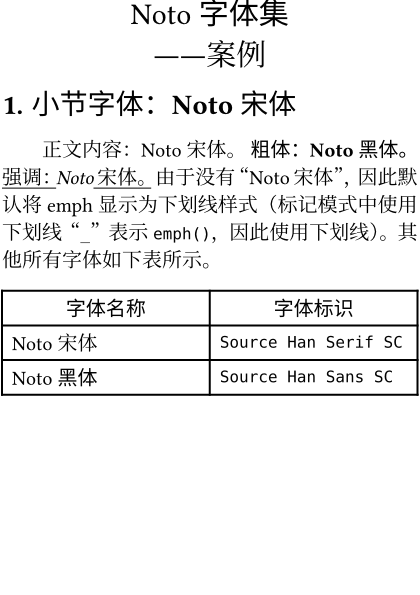 Noto 字体集
——案例
1. 小节字体：Noto 宋体
正文内容：Noto 宋体。 粗体：Noto 黑体。
强调：Noto 宋体。 由于没有 “Noto 宋体”，因此默
认将 emph 显示为下划线样式（标记模式中使用
下划线 “_” 表示 emph()，因此使用下划线）。其
他所有字体如下表所示。
字体名称 字体标识
Noto 宋体 Source Han Serif SC
Noto 黑体 Source Han Sans SC